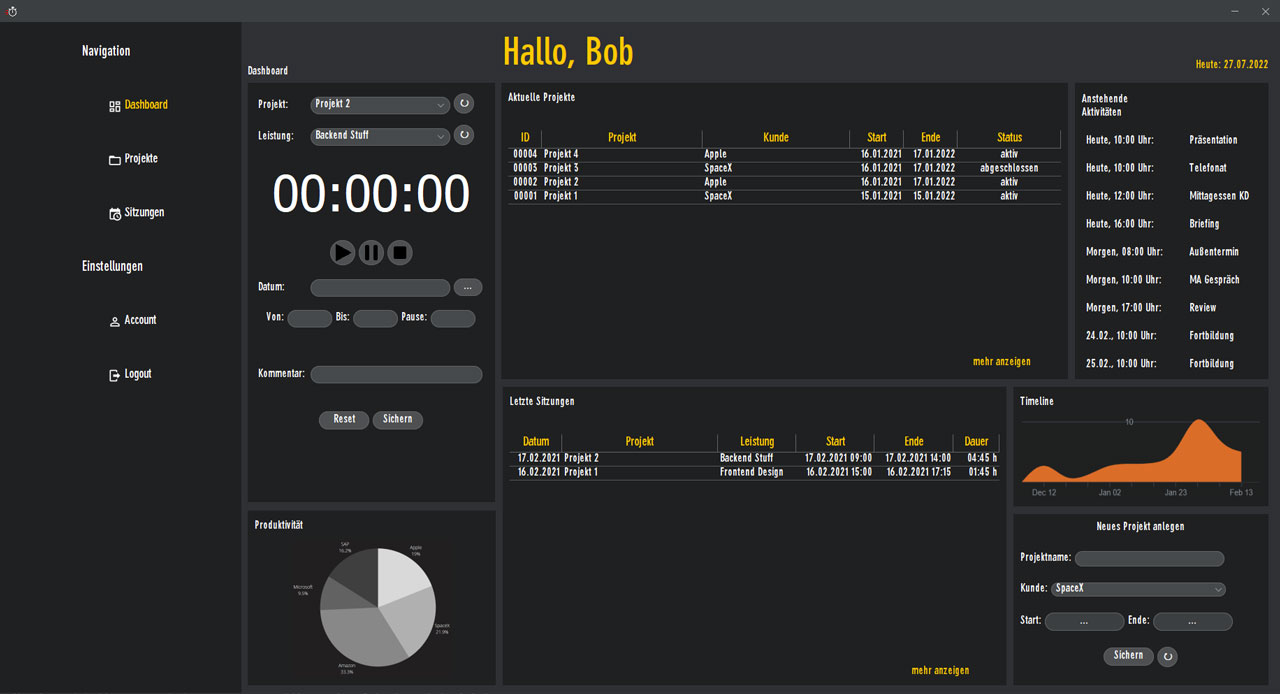 Navigation
Dashboard
Projekte
Sitzungen
Einstellungen
Account
Logout
Hallo, Bob
Heute: 27.07.2022
Dashboard
Projekt: Projekt 2
Leistung: Backend Stuff
00:00:00
Datum: ...
Von: Bis: Pause:
Kommentar:
Reset Sichern
Aktuelle Projekte
ID Projekt Kunde Start Ende Status
00004 Projekt 4 Apple 16.01.2021 17.01.2022 aktiv
00003 Projekt 3 SpaceX 16.01.2021 17.01.2022 abgeschlossen
00002 Projekt 2 Apple 16.01.2021 17.01.2022 aktiv
00001 Projekt 1 SpaceX 15.01.2021 15.01.2022 aktiv
mehr anzeigen
Anstehende
Aktivitäten
Heute, 10:00 Uhr: Präsentation
Heute, 10:00 Uhr: Telefonat
Heute, 12:00 Uhr: Mittagessen KD
Heute, 16:00 Uhr: Briefing
Morgen, 08:00 Uhr: Außentermin
Morgen, 10:00 Uhr: MA Gespräch
Morgen, 17:00 Uhr: Review
24.02., 10:00 Uhr: Fortbildung
25.02., 10:00 Uhr: Fortbildung
Produktivität
SAP
16.2%
Apple
19%
Microsoft
9.5%
SpaceX
21.9%
Amazon
33.3%
Letzte Sitzungen
Datum Projekt Leistung Start Ende Dauer
17.02.2021 Projekt 2 Backend Stuff 17.02.2021 09:00 17.02.2021 14:00 04:45 h
16.02.2021 Projekt 1 Frontend Design 16.02.2021 15:00 16.02.2021 17:15 01:45 h
mehr anzeigen
Timeline
10
Dec 12 Jan 02 Jan 23 Feb 13
Neues Projekt anlegen
Projektname:
Kunde: SpaceX
Start: ... Ende: ...
Sichern